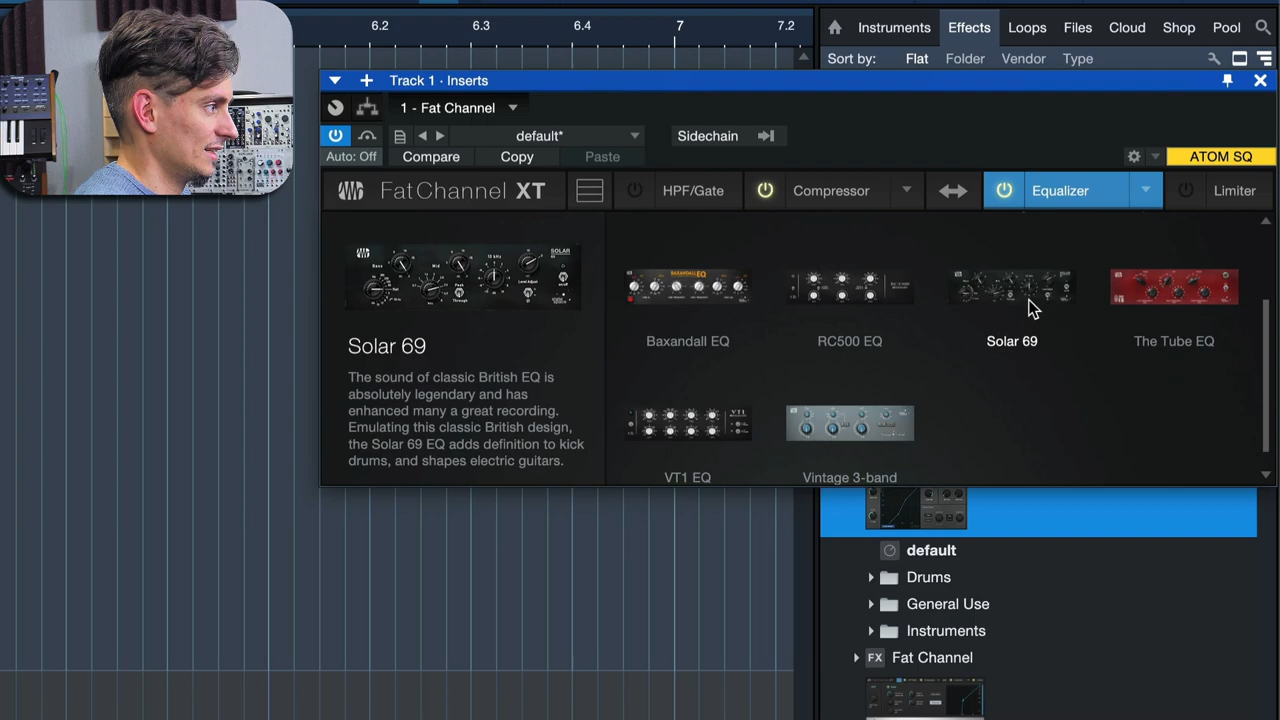 6.2 6.3 6.4 7 7.2
Instruments Effects Loops Files Cloud Shop Pool
Sort by: Flat Folder Vendor Type
Track 1 · Inserts
1 - Fat Channel
default*
Sidechain
Auto: Off Compare Copy Paste
ATOM SQ
FatChannel XT
HPF/Gate
Compressor
Equalizer
Limiter
SOLAR
Solar 69
The sound of classic British EQ is
absolutely legendary and has
enhanced many a great recording.
Emulating this classic British design,
the Solar 69 EQ adds definition to kick
drums, and shapes electric guitars.
BAXANDALL EQ
Baxandall EQ
RC500 EQ
Solar 69
The Tube EQ
VT1
VT1 EQ
Vintage 3-band
default
Drums
General Use
Instruments
FX Fat Channel